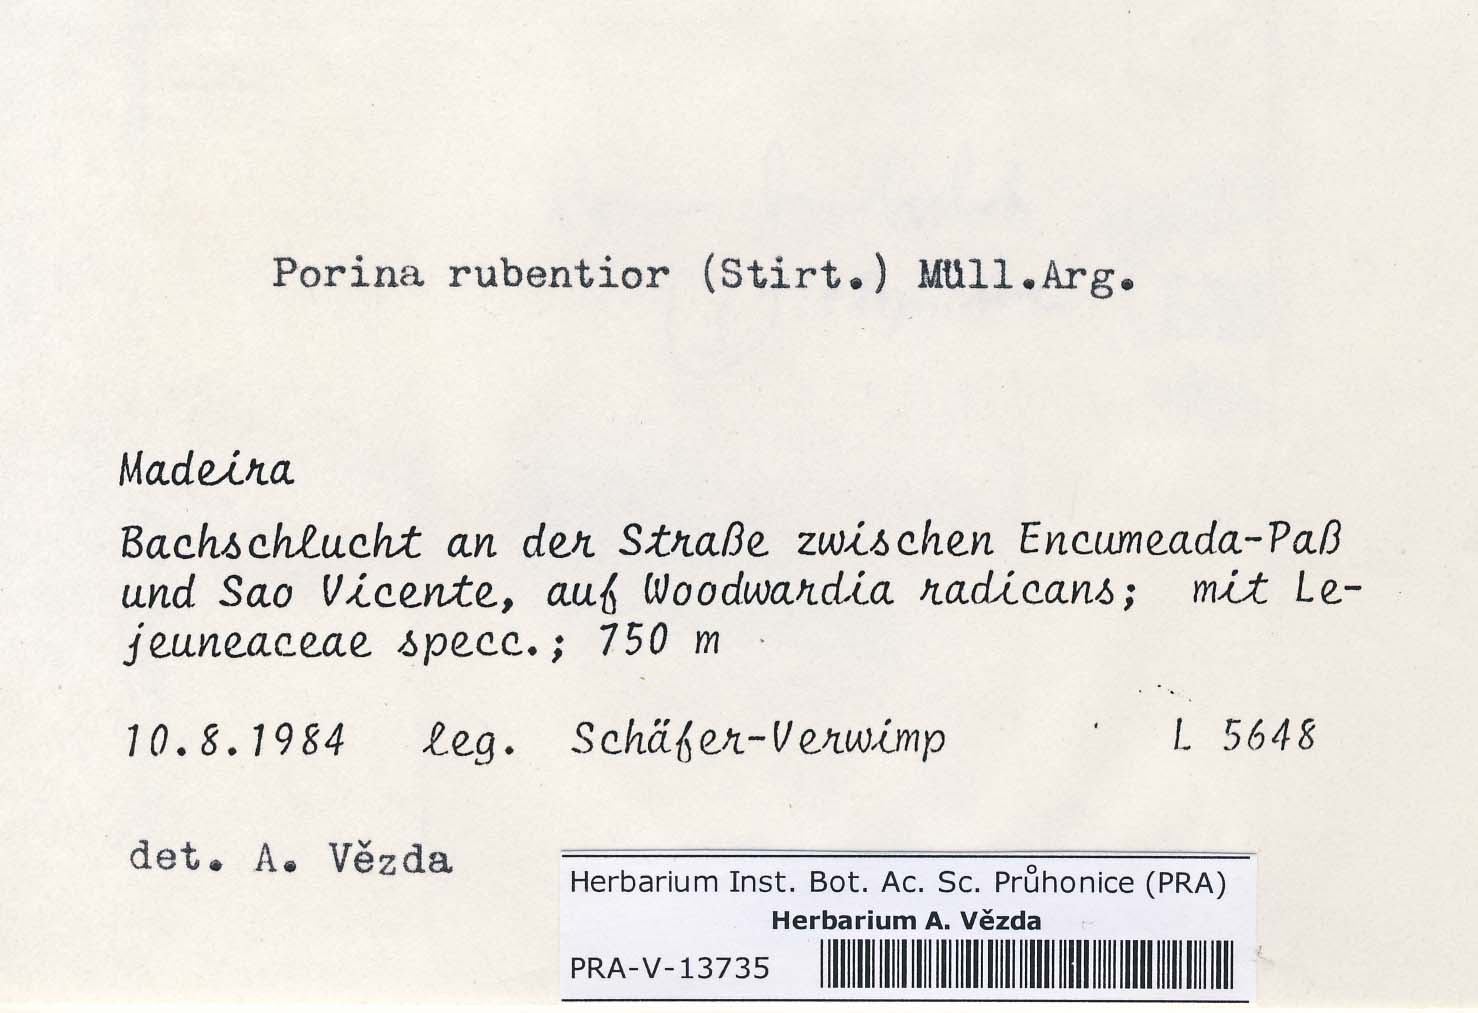 Porina rubentior (Stirt.) Müll.Arg.
Madeira
Bachschlucht an der Straße zwischen Encumeada-Paß
und Sao Vicente, auf Woodwardia radicans; mit Le-
jeuneaceae specc.; 750 m
10.8.1984 leg. Schäfer-Verwimp L 5648
det. A. Vězda
Herbarium Inst. Bot. Ac. Sc. Průhonice (PRA)
Herbarium A. Vězda
PRA-V-13735